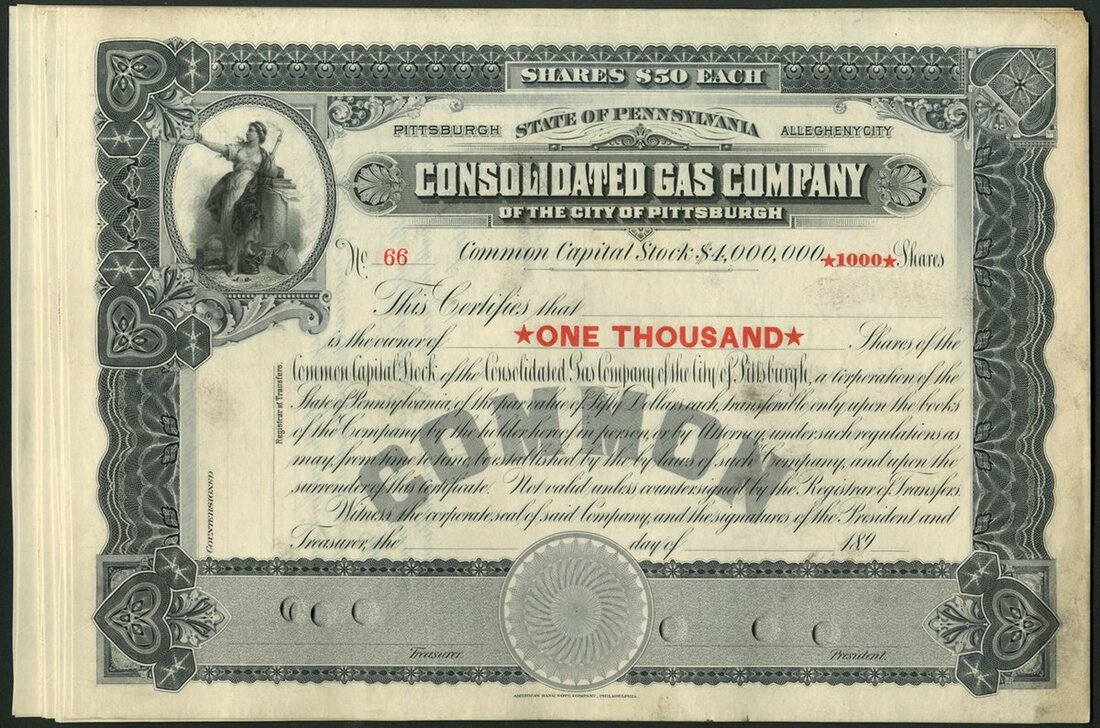 SHARES $50 EACH
PITTSBURGH STATE OF PENNSYLVANIA ALLEGHENY CITY
CONSOLIDATED GAS COMPANY
OF THE CITY OF PITTSBURGH
No 66 Common Capital Stock $4,000,000 ★1000★ Shares
This Certifies that
is the owner of ★ONE THOUSAND★ Shares of the
Common Capital Stock of the Consolidated Gas Company of the City of Pittsburgh, a corporation of the
State of Pennsylvania, of the par value of Fifty Dollars each, transferable only upon the books
of the Company by the holder hereof in person, or by Attorney, under such regulations as
may, from time to time, be established by the by-laws of such Company, and upon the
surrender of this certificate. Not valid unless countersigned by the Registrar of Transfers.
Witness the corporate seal of said Company, and the signatures of the President and
Treasurer, the day of 189
COMMON
Registrar of Transfers.
COUNTERSIGNED
Treasurer.
President.
AMERICAN BANK NOTE COMPANY, PHILADELPHIA.